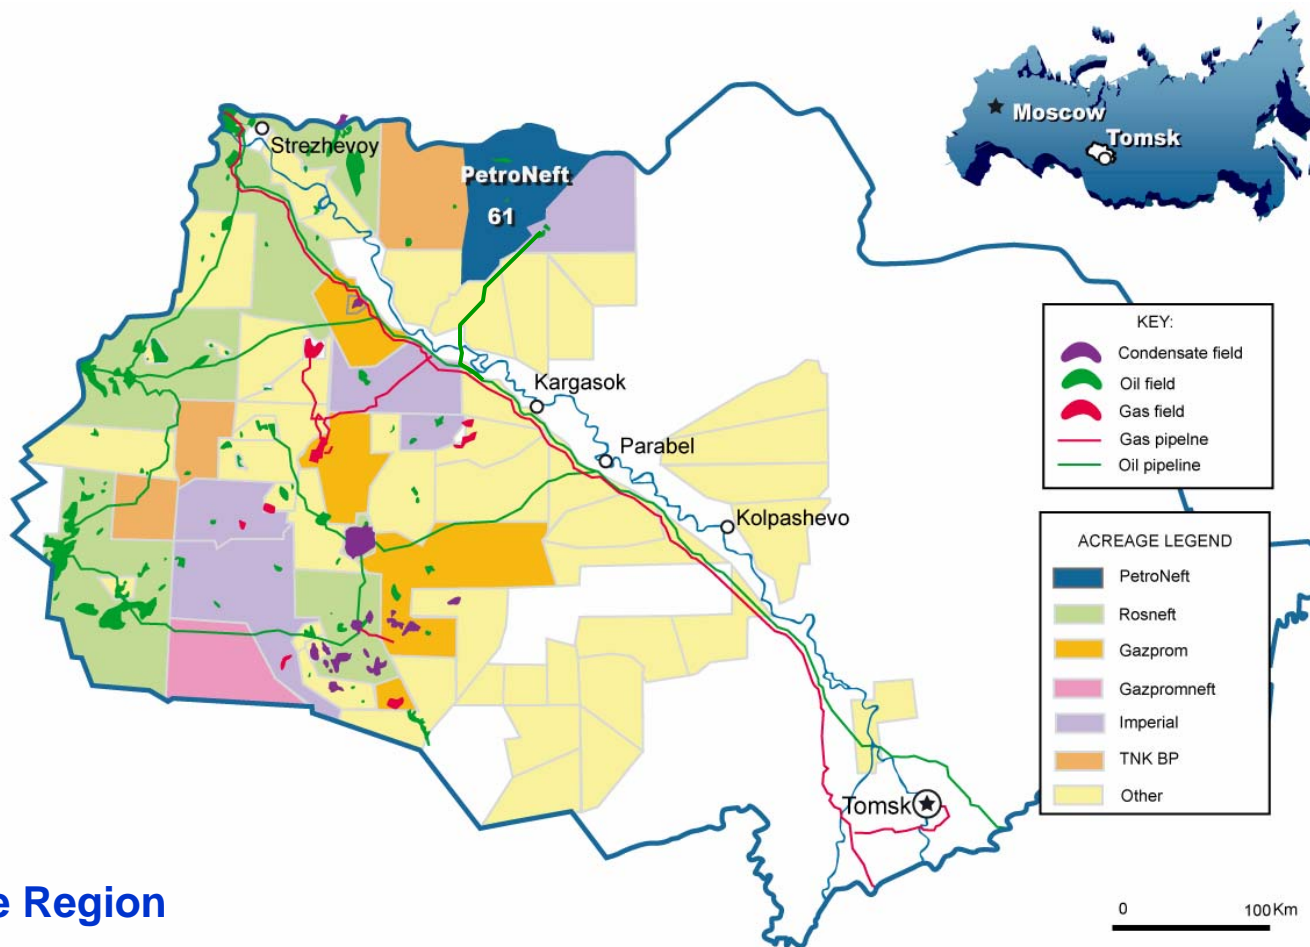 Moscow
Tomsk
Strezhevoy
PetroNeft
61
Kargasok
Parabel
Kolpashevo
Tomsk
KEY:
Condensate field
Oil field
Gas field
Gas pipelne
Oil pipeline
ACREAGE LEGEND
PetroNeft
Rosneft
Gazprom
Gazpromneft
Imperial
TNK BP
Other
e Region
0 100Km